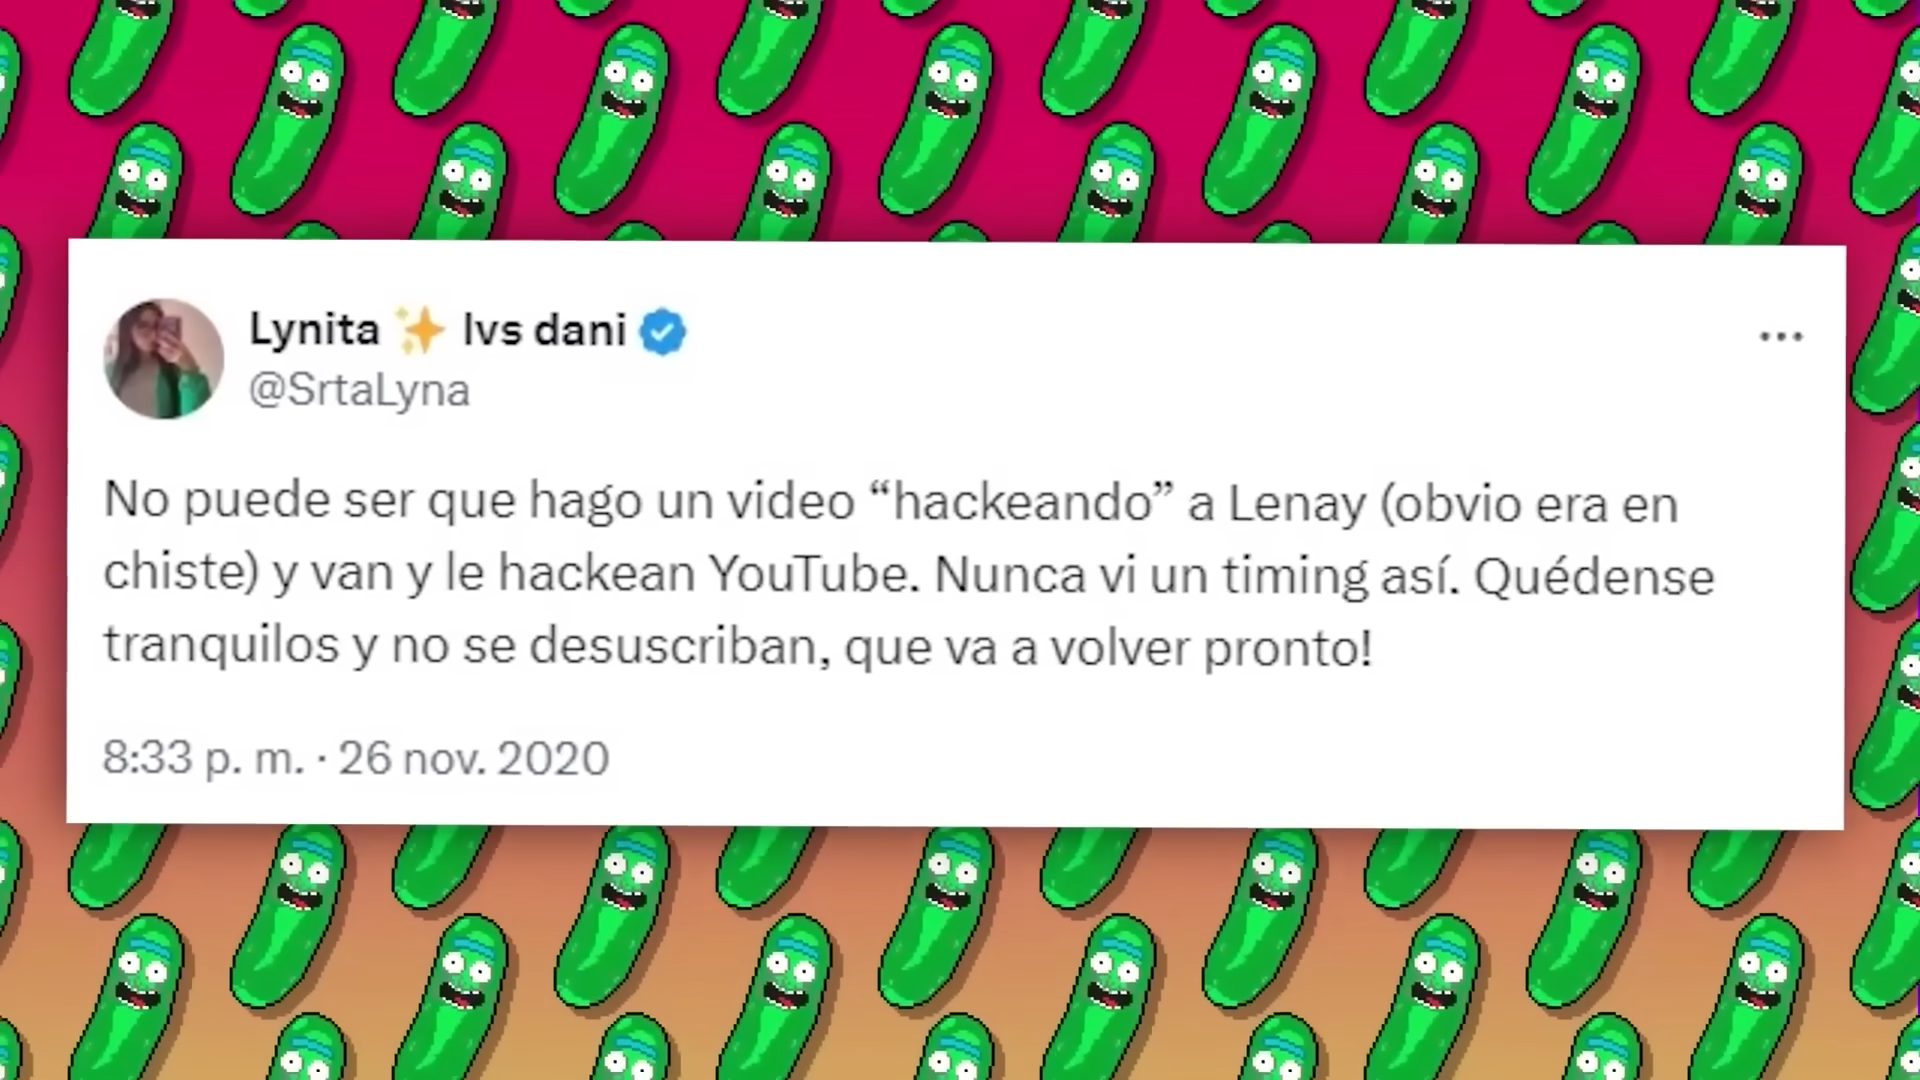 Lynita ✨ lvs dani
@SrtaLyna
No puede ser que hago un video “hackeando” a Lenay (obvio era en
chiste) y van y le hackean YouTube. Nunca vi un timing así. Quédense
tranquilos y no se desuscriban, que va a volver pronto!
8:33 p. m. · 26 nov. 2020